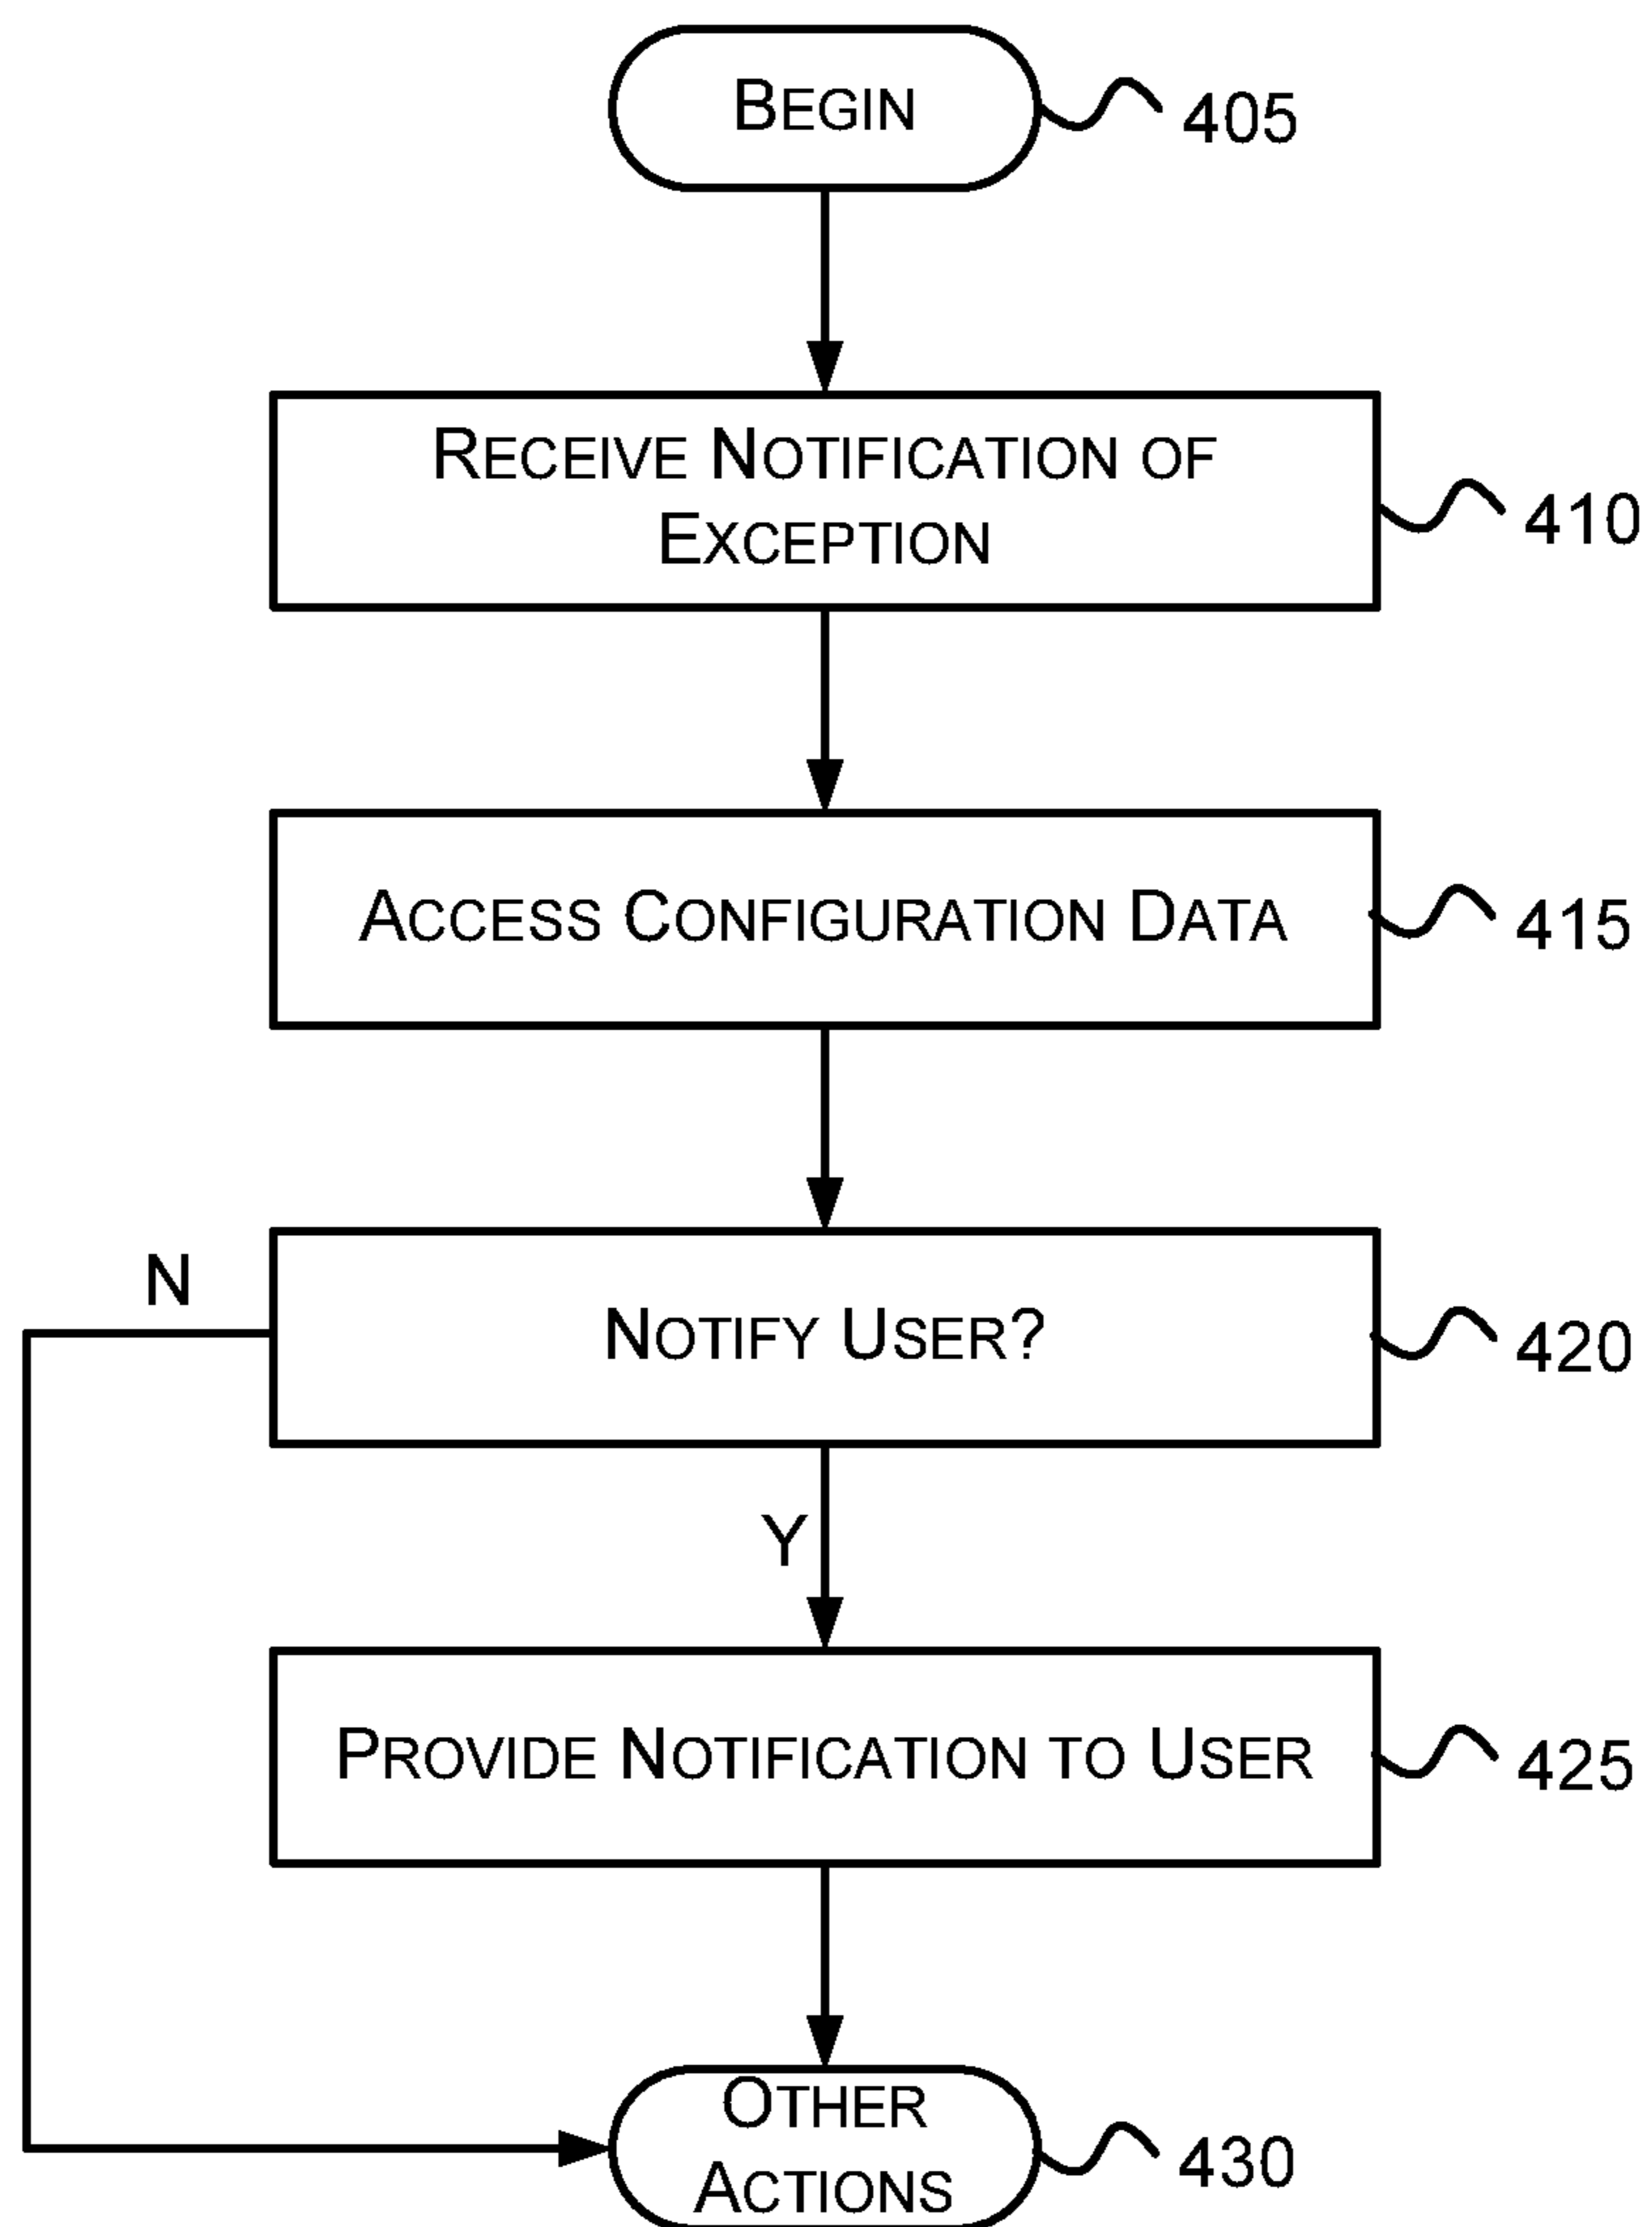 BEGIN
405
RECEIVE NOTIFICATION OF
EXCEPTION
410
ACCESS CONFIGURATION DATA
415
N
NOTIFY USER?
420
Y
PROVIDE NOTIFICATION TO USER
425
OTHER
ACTIONS
430